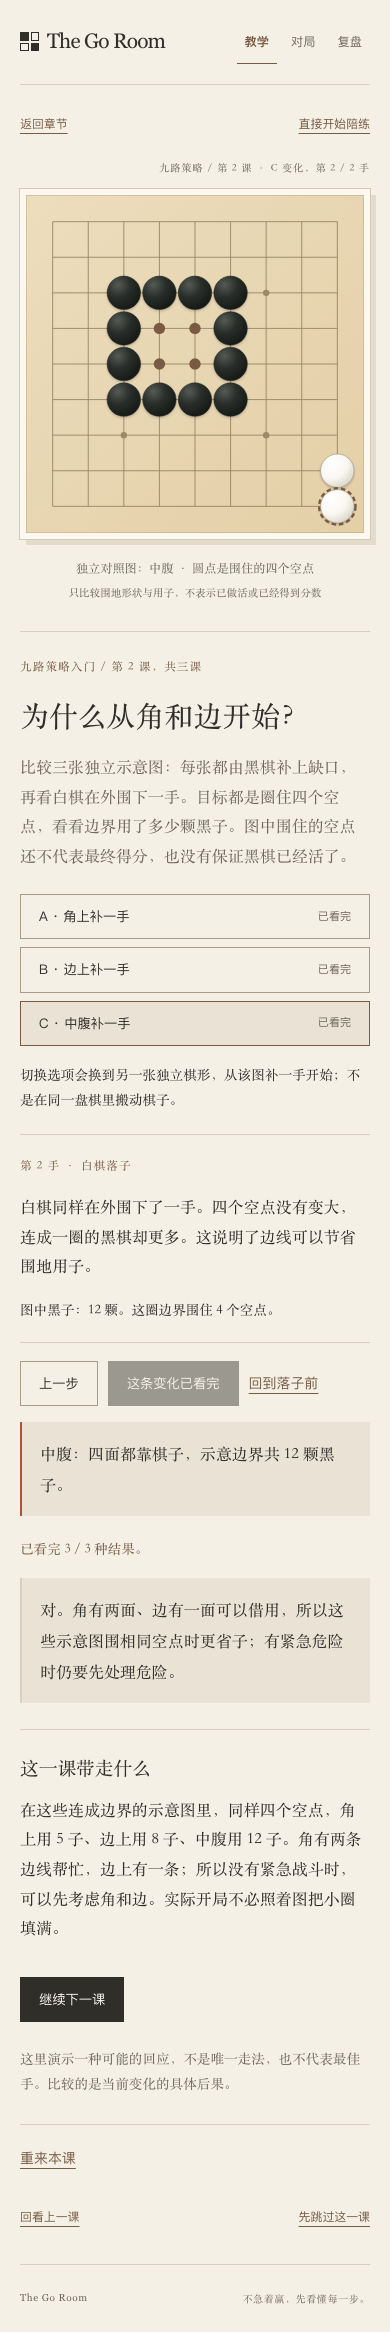 The Go Room
教学 对局 复盘
返回章节 直接开始陪练
九路策略 / 第 2 课 · C 变化，第 2 / 2 手
独立对照图：中腹 · 圆点是围住的四个空点
只比较围地形状与用子，不表示已做活或已经得到分数
九路策略入门 / 第 2 课，共三课
为什么从角和边开始？
比较三张独立示意图：每张都由黑棋补上缺口，
再看白棋在外围下一手。目标都是圈住四个空
点，看看边界用了多少颗黑子。图中围住的空点
还不代表最终得分，也没有保证黑棋已经活了。
A · 角上补一手 已看完
B · 边上补一手 已看完
C · 中腹补一手 已看完
切换选项会换到另一张独立棋形，从该图补一手开始；不
是在同一盘棋里搬动棋子。
第 2 手 · 白棋落子
白棋同样在外围下了一手。四个空点没有变大，
连成一圈的黑棋却更多。这说明了边线可以节省
围地用子。
图中黑子：12 颗。这圈边界围住 4 个空点。
上一步 这条变化已看完 回到落子前
中腹：四面都靠棋子，示意边界共 12 颗黑
子。
已看完 3 / 3 种结果。
对。角有两面、边有一面可以借用，所以这
些示意图围相同空点时更省子；有紧急危险
时仍要先处理危险。
这一课带走什么
在这些连成边界的示意图里，同样四个空点，角
上用 5 子、边上用 8 子、中腹用 12 子。角有两条
边线帮忙，边上有一条；所以没有紧急战斗时，
可以先考虑角和边。实际开局不必照着图把小圈
填满。
继续下一课
这里演示一种可能的回应，不是唯一走法，也不代表最佳
手。比较的是当前变化的具体后果。
重来本课
回看上一课 先跳过这一课
The Go Room 不急着赢，先看懂每一步。